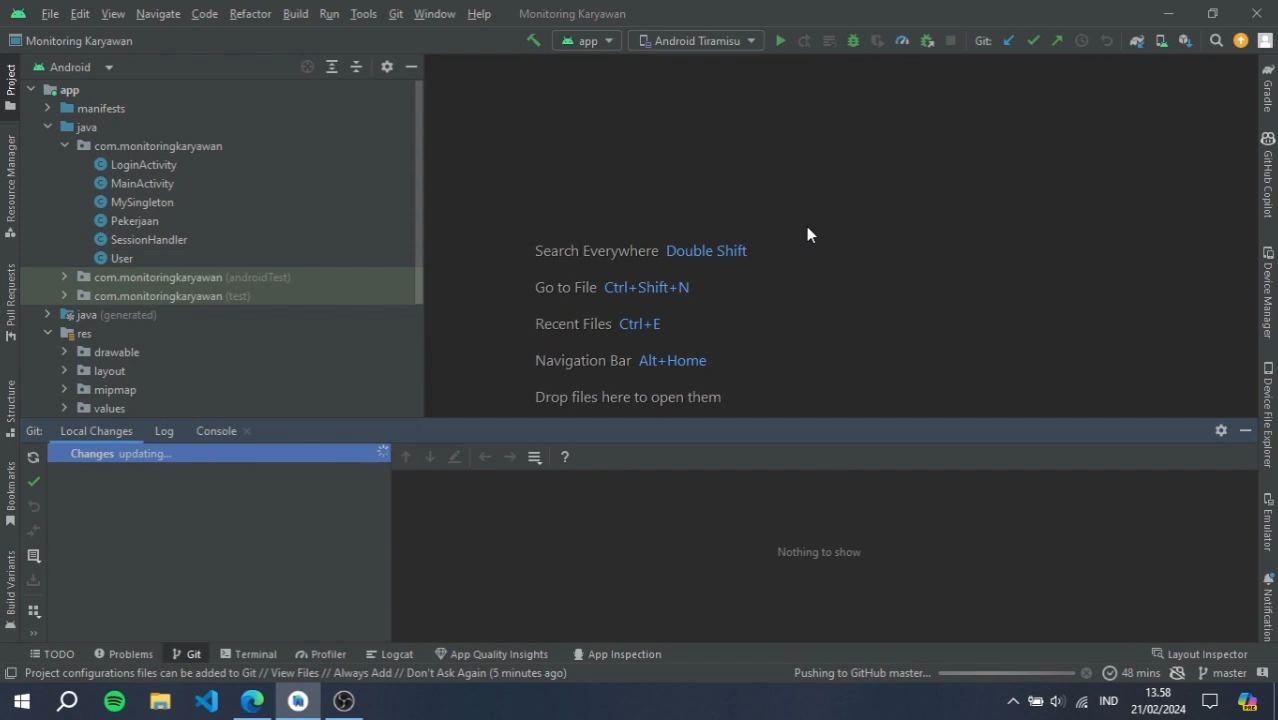 File Edit View Navigate Code Refactor Build Run Tools Git Window Help Monitoring Karyawan
Monitoring Karyawan app Android Tiramisu Git:
Android
app
manifests
java
com.monitoringkaryawan
LoginActivity
MainActivity
MySingleton
Pekerjaan
SessionHandler
User
com.monitoringkaryawan (androidTest)
com.monitoringkaryawan (test)
java (generated)
res
drawable
layout
mipmap
values
Project
Resource Manager
Pull Requests
Structure
Bookmarks
Build Variants
Search Everywhere Double Shift
Go to File Ctrl+Shift+N
Recent Files Ctrl+E
Navigation Bar Alt+Home
Drop files here to open them
Gradle
GitHub Copilot
Device Manager
Device File Explorer
Emulator
Notification
Git: Local Changes Log Console
Changes updating...
?
Nothing to show
TODO Problems Git Terminal Profiler Logcat App Quality Insights App Inspection Layout Inspector
Project configurations files can be added to Git // View Files // Always Add // Don't Ask Again (5 minutes ago) Pushing to GitHub master... 48 mins master
IND
13.58
21/02/2024
PRE